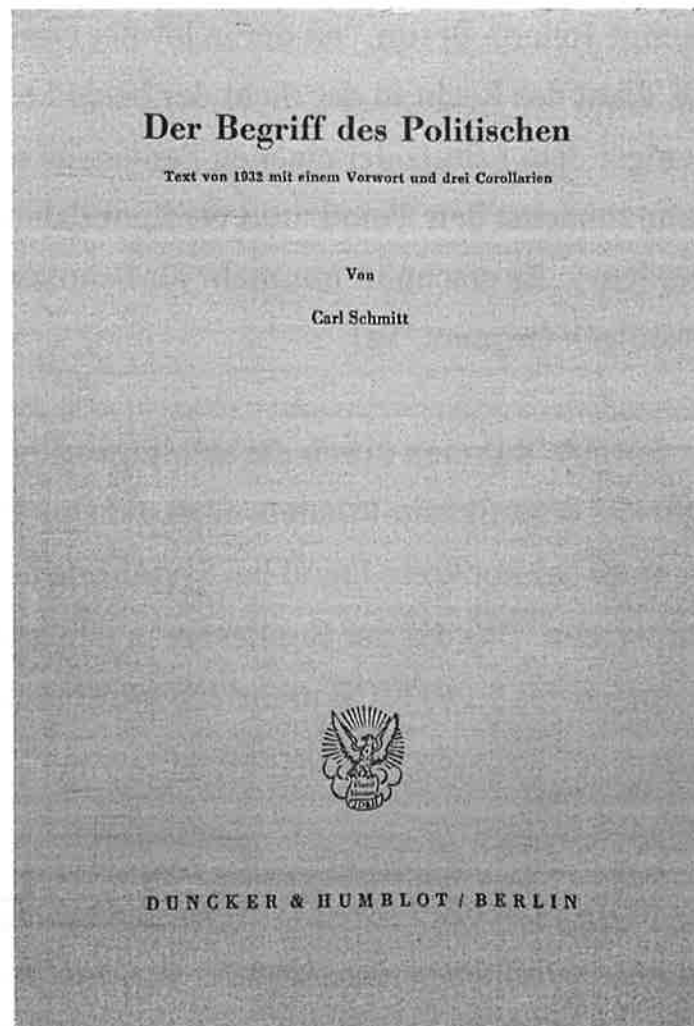 Der Begriff des Politischen
Text von 1932 mit einem Vorwort und drei Corollarien
Von
Carl Schmitt
DUNCKER & HUMBLOT / BERLIN